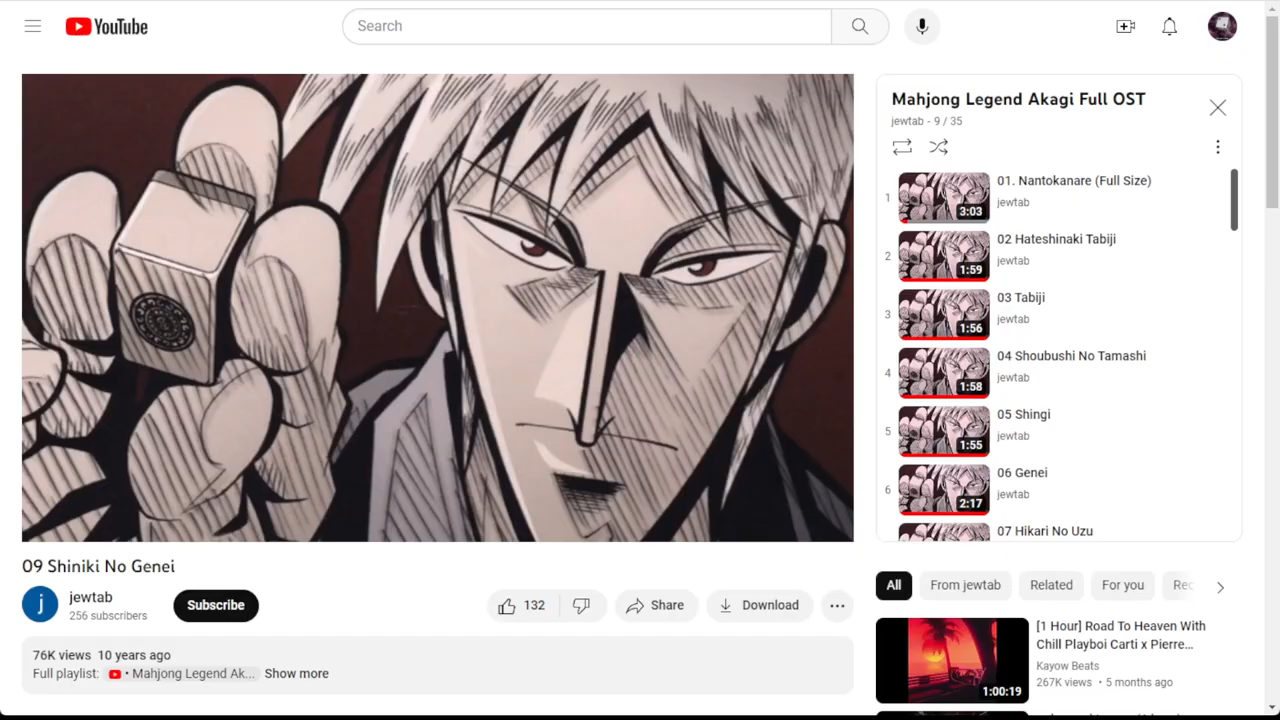 YouTube
Search
Mahjong Legend Akagi Full OST
jewtab - 9 / 35
1
3:03
01. Nantokanare (Full Size)
jewtab
2
1:59
02 Hateshinaki Tabiji
jewtab
3
1:56
03 Tabiji
jewtab
4
1:58
04 Shoubushi No Tamashi
jewtab
5
1:55
05 Shingi
jewtab
6
2:17
06 Genei
jewtab
07 Hikari No Uzu
09 Shiniki No Genei
j
jewtab
256 subscribers
Subscribe
132
Share
Download
76K views 10 years ago
Full playlist: • Mahjong Legend Ak... Show more
All
From jewtab
Related
For you
Rec
1:00:19
[1 Hour] Road To Heaven With
Chill Playboi Carti x Pierre...
Kayow Beats
267K views • 5 months ago